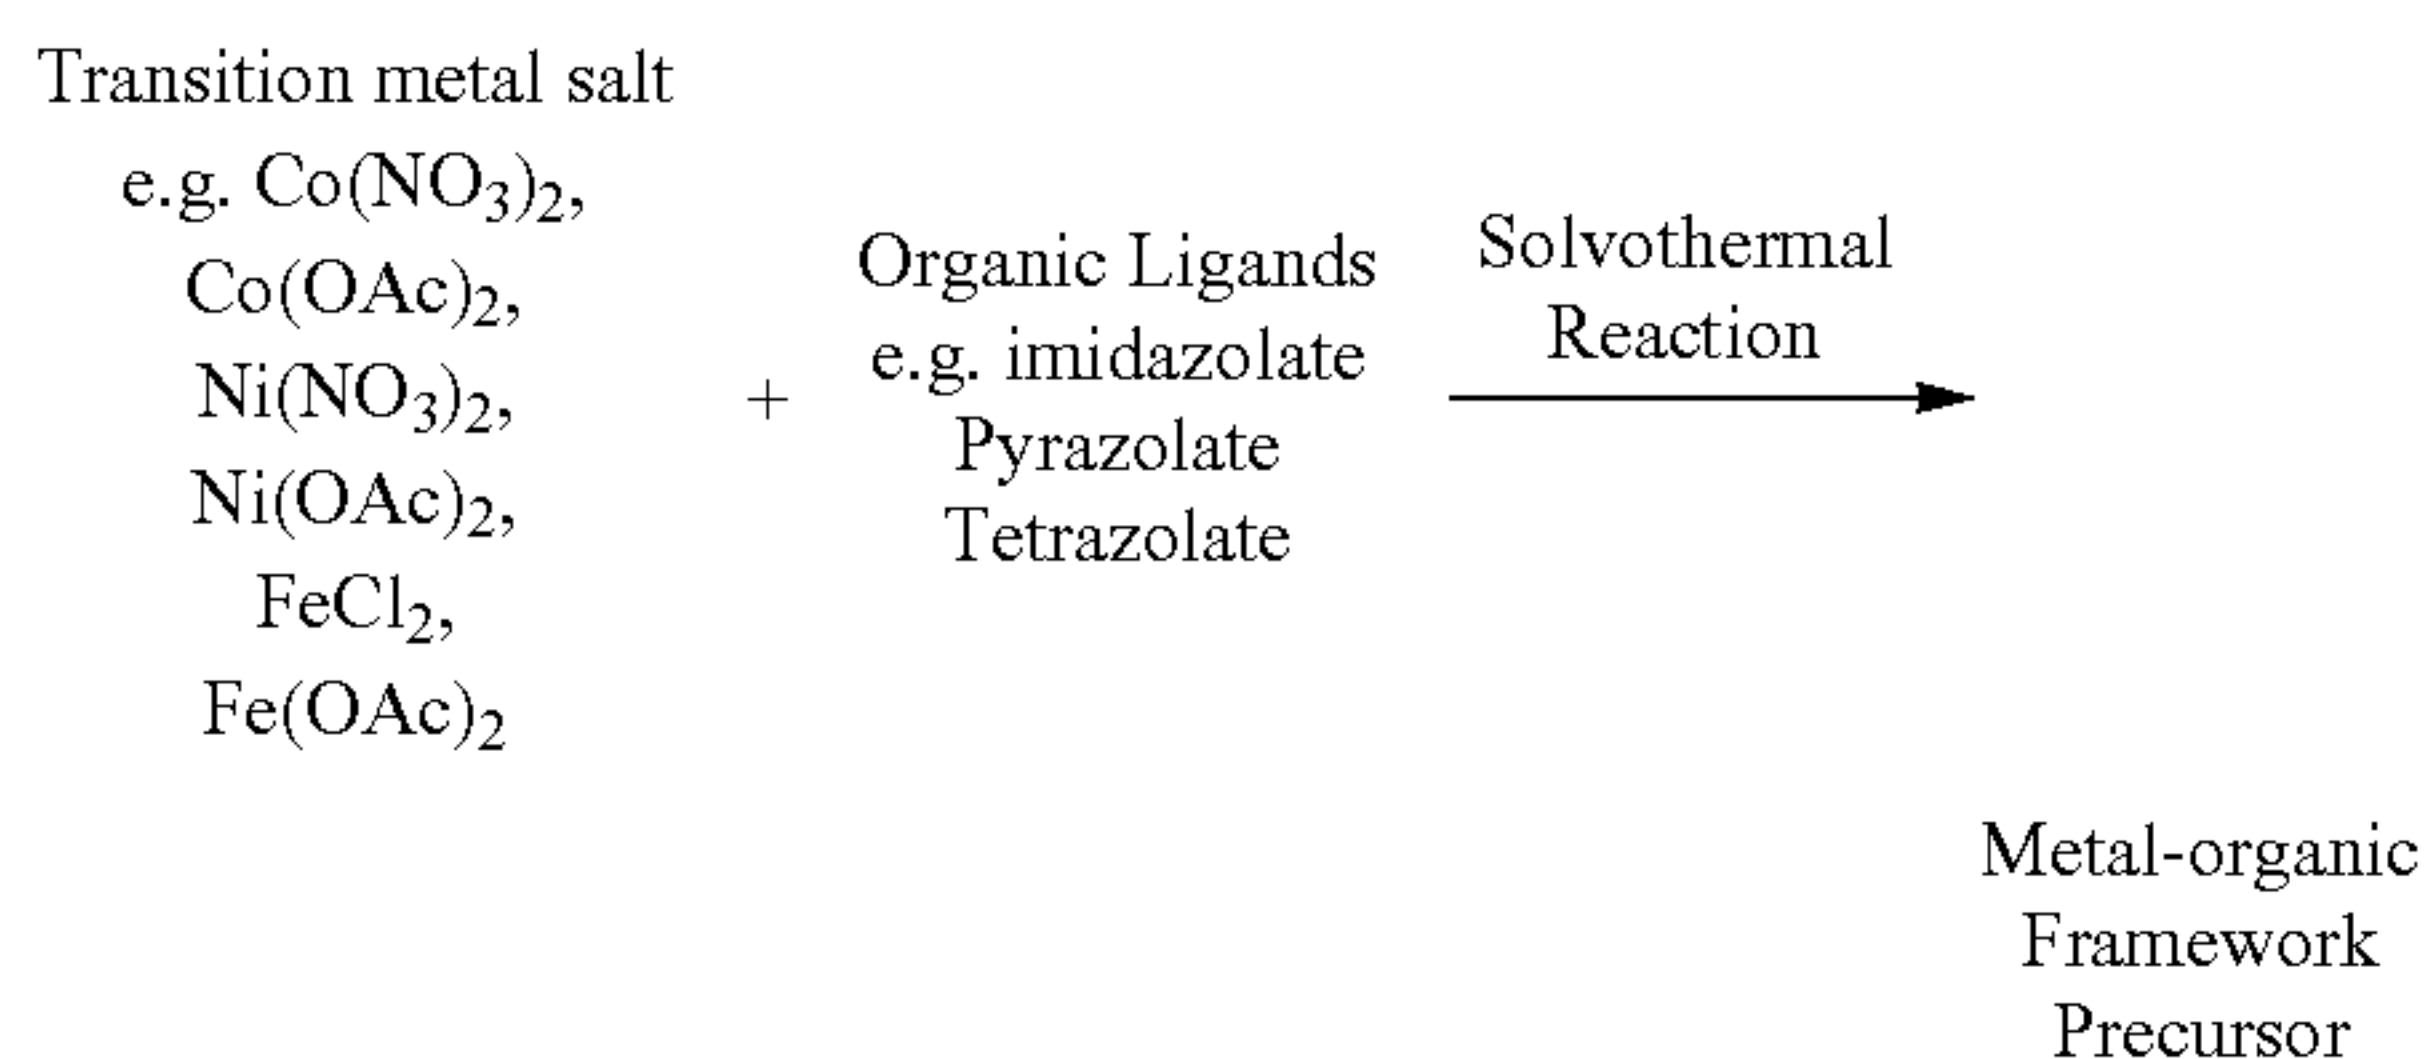 Transition metal salt
e.g. Co(NO₃)₂,
Co(OAc)₂,
Ni(NO₃)₂,
Ni(OAc)₂,
FeCl₂,
Fe(OAc)₂
+
Organic Ligands
e.g. imidazolate
Pyrazolate
Tetrazolate
Solvothermal
Reaction
Metal-organic
Framework
Precursor